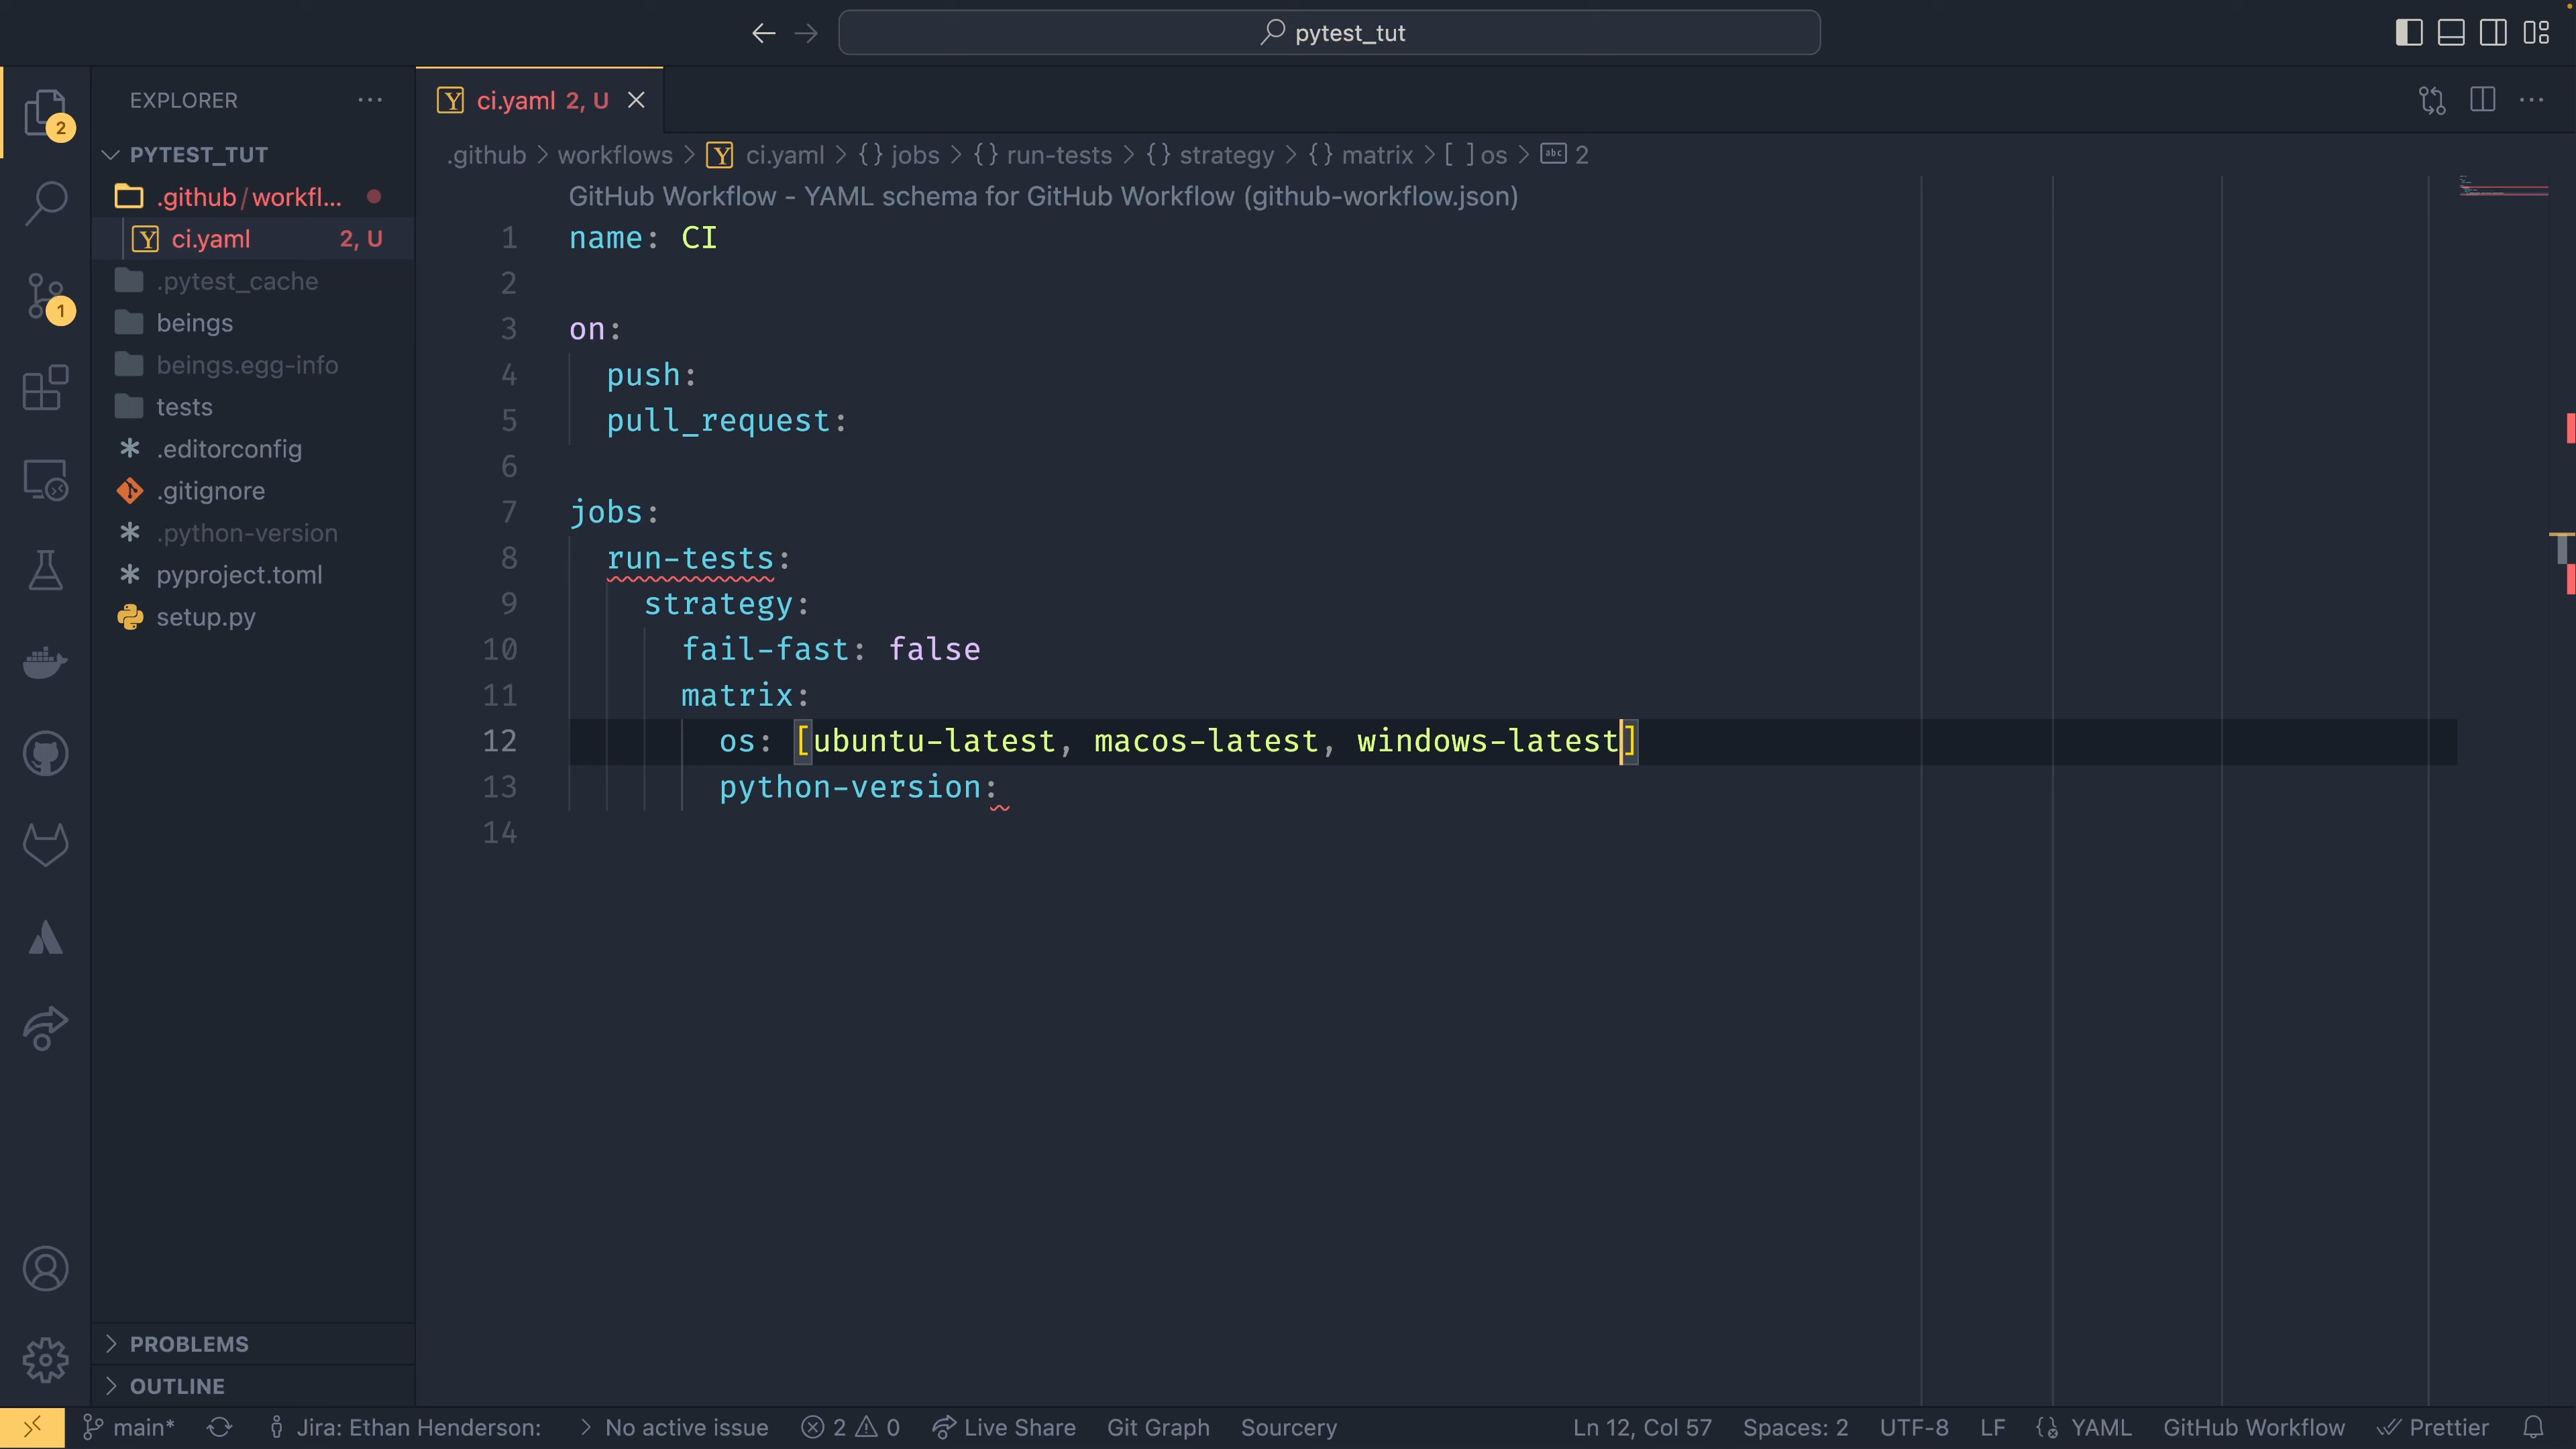 pytest_tut
EXPLORER
ci.yaml 2, U
2
PYTEST_TUT
.github > workflows > ci.yaml > {} jobs > {} run-tests > {} strategy > {} matrix > [ ] os > abc 2
.github/workfl...
GitHub Workflow - YAML schema for GitHub Workflow (github-workflow.json)
ci.yaml 2, U
1 name: CI
.pytest_cache
2
1
beings
3 on:
beings.egg-info
4 push:
tests
5 pull_request:
.editorconfig
6
.gitignore
7 jobs:
.python-version
8 run-tests:
pyproject.toml
9 strategy:
setup.py
10 fail-fast: false
11 matrix:
12 os: [ubuntu-latest, macos-latest, windows-latest]
13 python-version:
14
PROBLEMS
OUTLINE
main* Jira: Ethan Henderson: > No active issue 2 0 Live Share Git Graph Sourcery Ln 12, Col 57 Spaces: 2 UTF-8 LF {} YAML GitHub Workflow Prettier